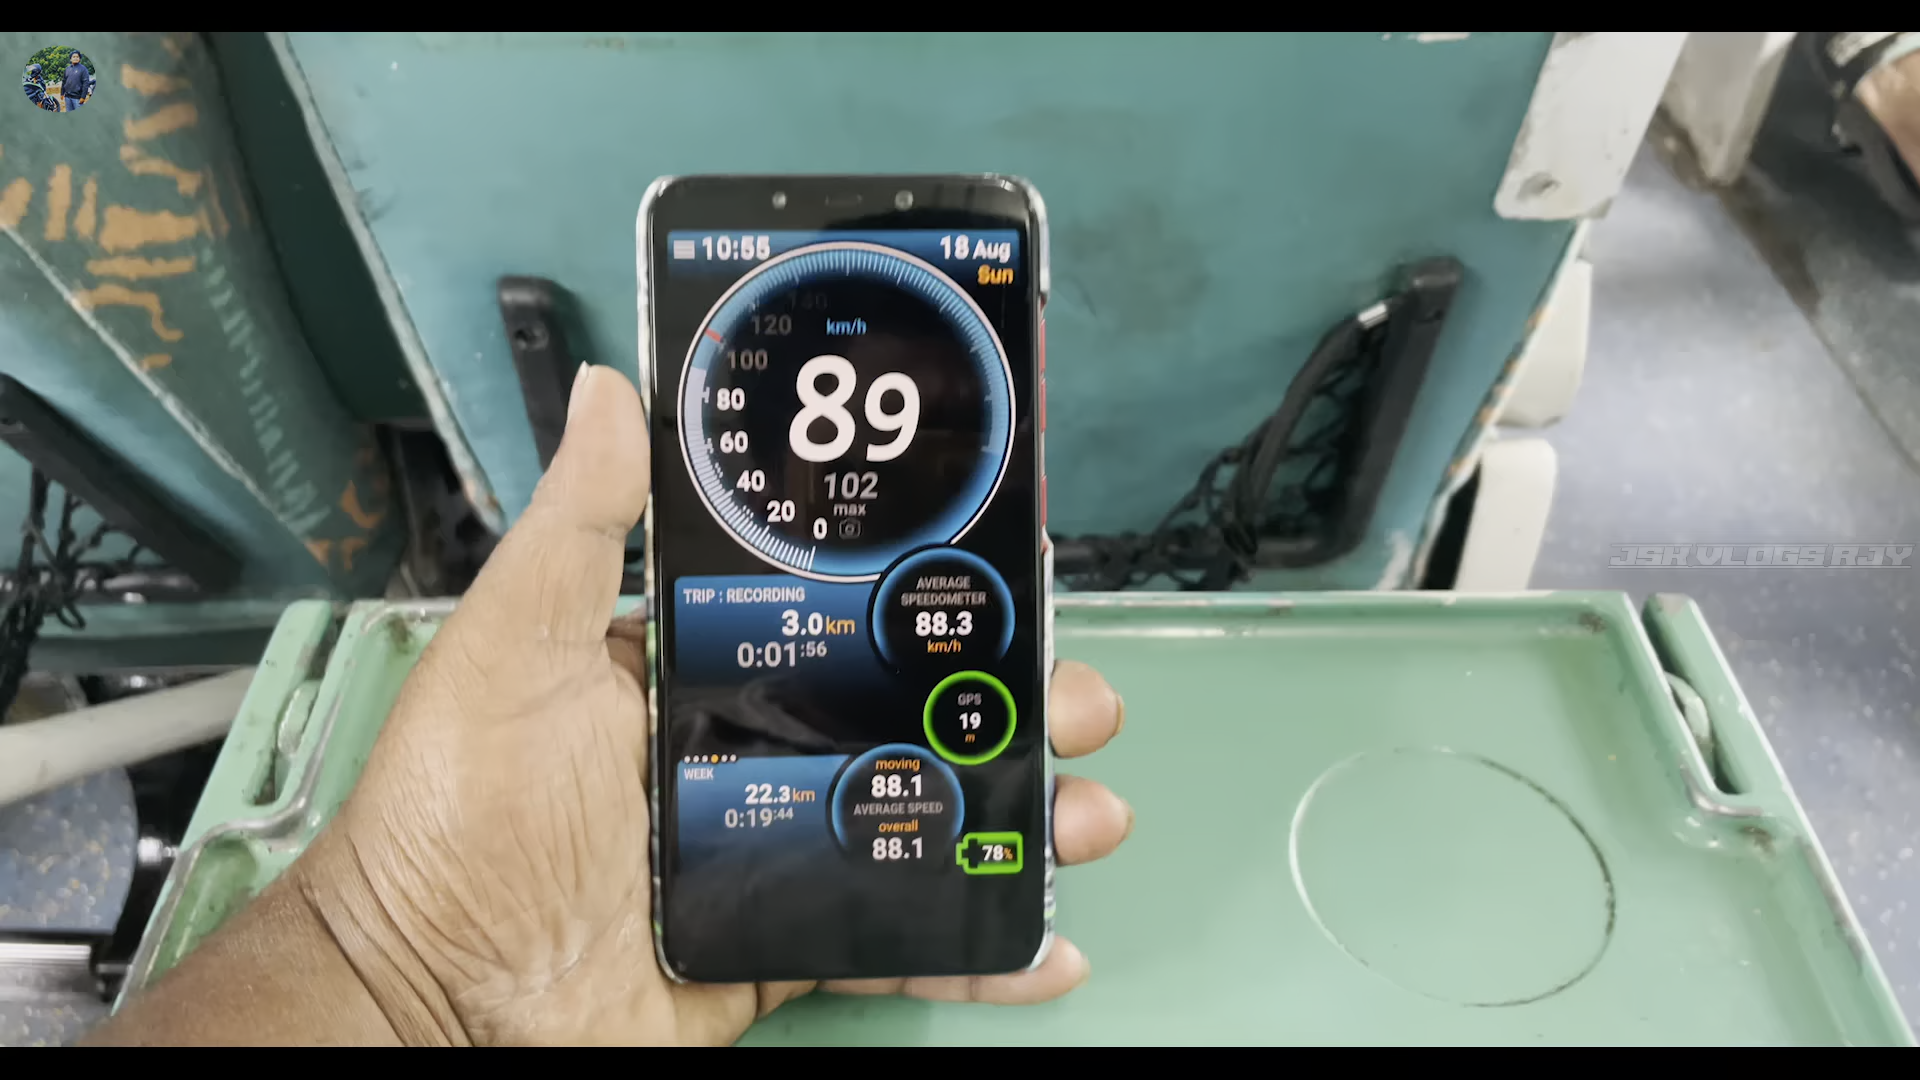 10:55
18 Aug
Sun
140
120
km/h
100
89
80
60
40
102
max
20
0
TRIP : RECORDING
3.0km
0:01:56
AVERAGE
SPEEDOMETER
88.3
km/h
GPS
19
m
WEEK
22.3km
0:19:44
moving
88.1
AVERAGE SPEED
overall
88.1
78%
JSK VLOGS RJY